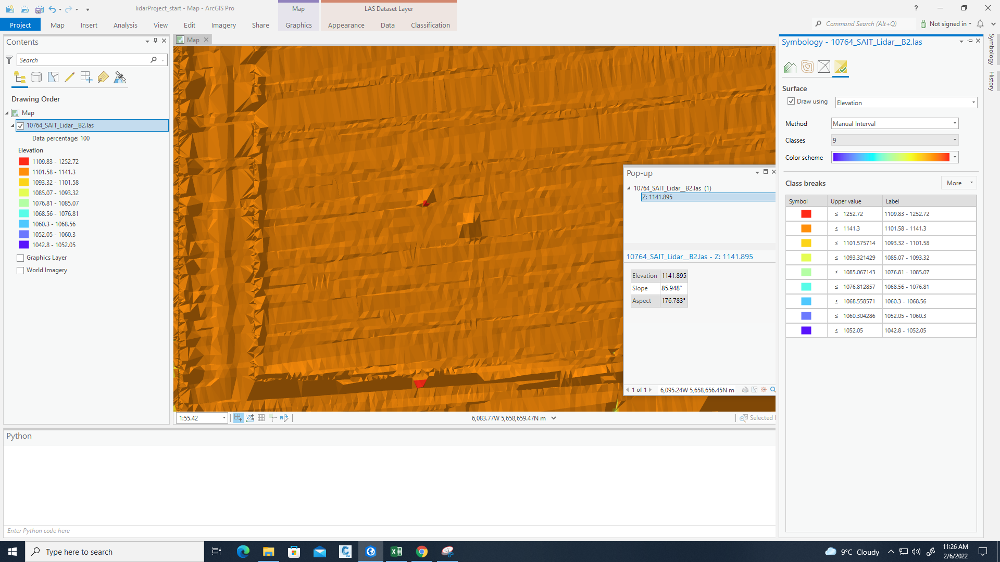 lidarProject_start - Map - ArcGIS Pro
Map
LAS Dataset Layer
?
Project
Map
Insert
Analysis
View
Edit
Imagery
Share
Graphics
Appearance
Data
Classification
Command Search (Alt+Q)
Not signed in
Contents
Search
Drawing Order
Map
10764_SAIT_Lidar__B2.las
Data percentage: 100
Elevation
1109.83 - 1252.72
1101.58 - 1141.3
1093.32 - 1101.58
1085.07 - 1093.32
1076.81 - 1085.07
1068.56 - 1076.81
1060.3 - 1068.56
1052.05 - 1060.3
1042.8 - 1052.05
Graphics Layer
World Imagery
Map
Pop-up
10764_SAIT_Lidar__B2.las (1)
Z: 1141.895
10764_SAIT_Lidar__B2.las - Z: 1141.895
Elevation 1141.895
Slope 85.948°
Aspect 176.783°
1 of 1
6,095.24W 5,658,656.45N m
1:55.42
6,083.77W 5,658,659.47N m
Selected
Symbology - 10764_SAIT_Lidar__B2.las
Surface
Draw using Elevation
Method Manual Interval
Classes 9
Color scheme
Class breaks
More
Symbol Upper value Label
≤ 1252.72 1109.83 - 1252.72
≤ 1141.3 1101.58 - 1141.3
≤ 1101.575714 1093.32 - 1101.58
≤ 1093.321429 1085.07 - 1093.32
≤ 1085.067143 1076.81 - 1085.07
≤ 1076.812857 1068.56 - 1076.81
≤ 1068.558571 1060.3 - 1068.56
≤ 1060.304286 1052.05 - 1060.3
≤ 1052.05 1042.8 - 1052.05
Symbology
History
Python
Enter Python code here
Type here to search
9°C Cloudy
11:26 AM
2/6/2022